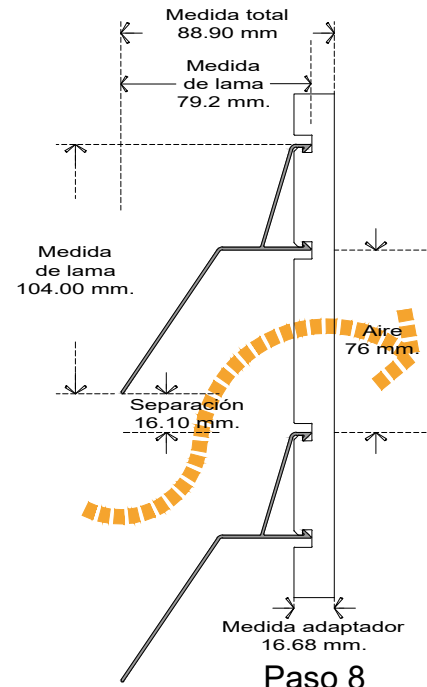 Medida total
88.90 mm
Medida
de lama
79.2 mm.
Medida
de lama
104.00 mm.
Aire
76 mm.
Separación
16.10 mm.
Medida adaptador
16.68 mm.
Paso 8